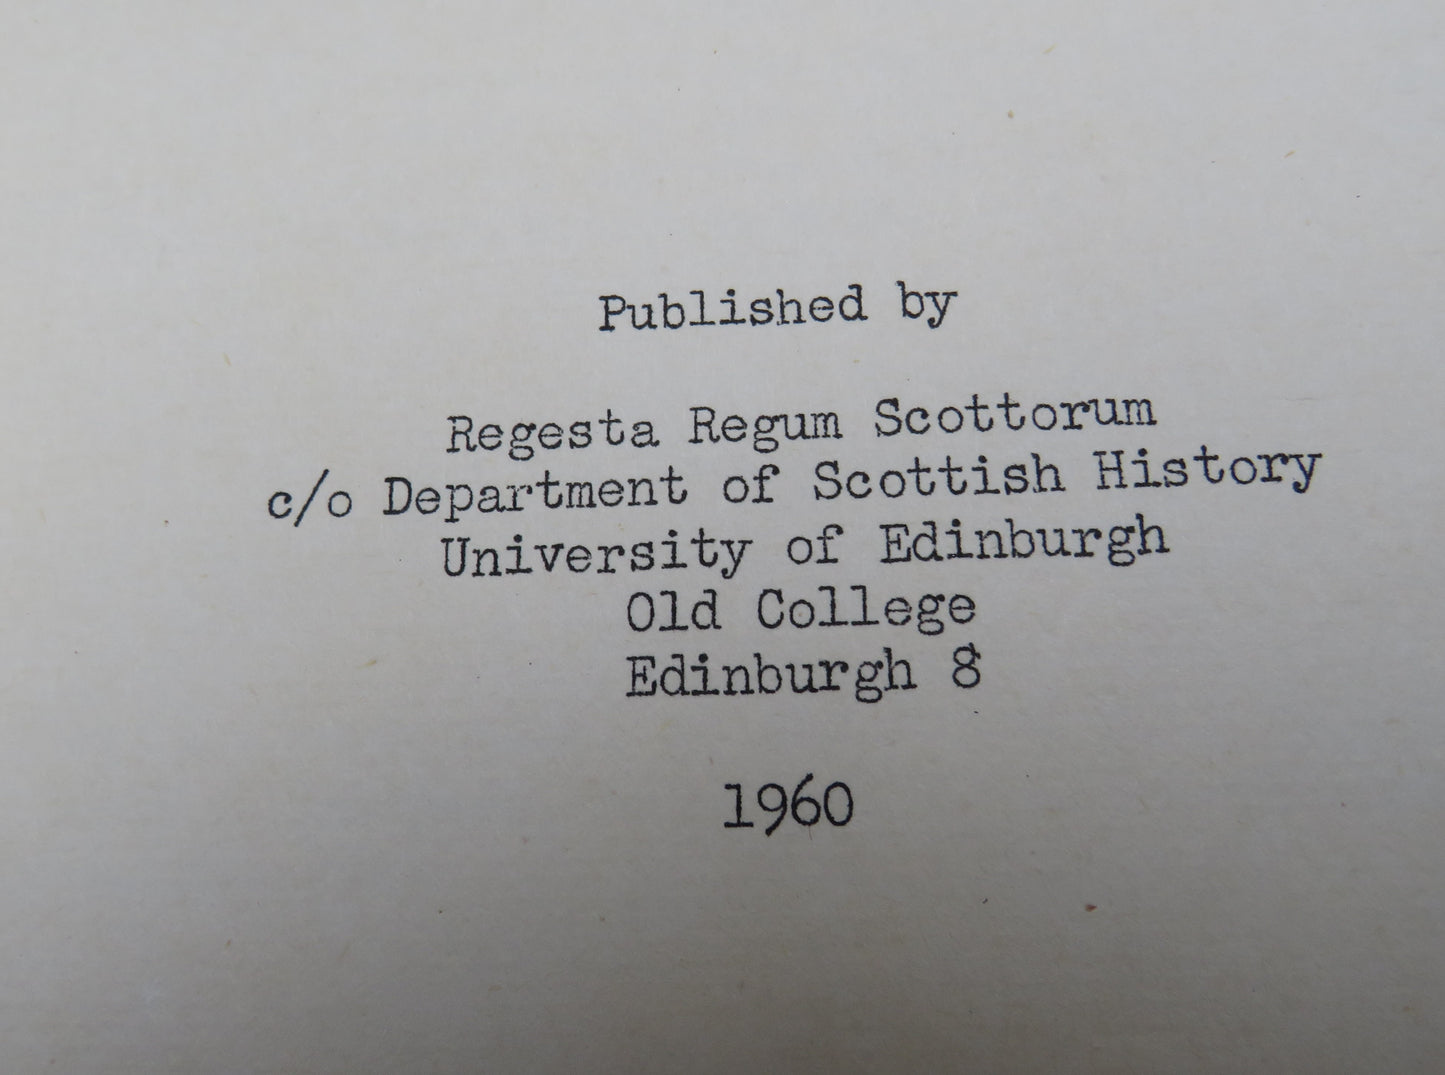 Published by
Regesta Regum Scottorum
c/o Department of Scottish History
University of Edinburgh
Old College
Edinburgh 8
1960